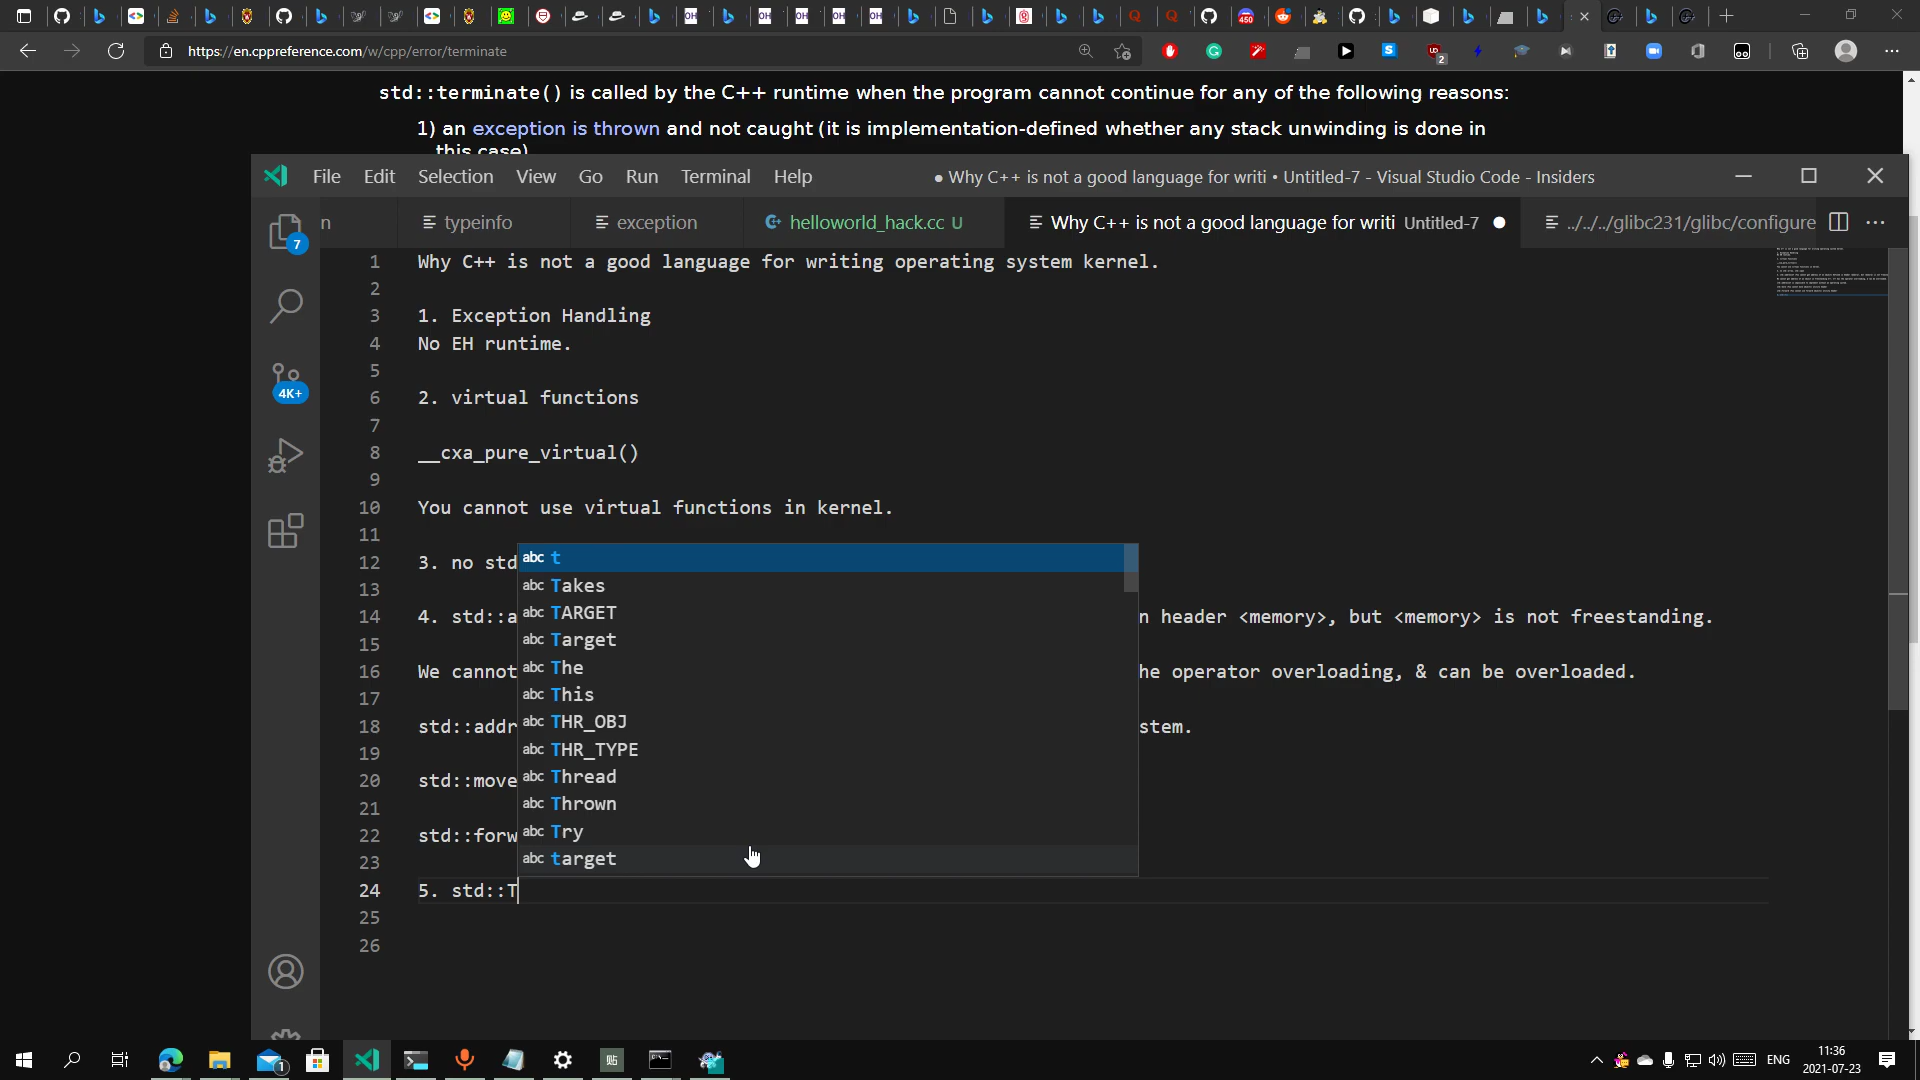 https://en.cppreference.com/w/cpp/error/terminate
2
450
std::terminate() is called by the C++ runtime when the program cannot continue for any of the following reasons:
1) an exception is thrown and not caught (it is implementation-defined whether any stack unwinding is done in
this case)
File Edit Selection View Go Run Terminal Help
● Why C++ is not a good language for writi • Untitled-7 - Visual Studio Code - Insiders
n
typeinfo
exception
helloworld_hack.cc U
Why C++ is not a good language for writi Untitled-7
../../../glibc231/glibc/configure
7
4K+
1 Why C++ is not a good language for writing operating system kernel.
2
3 1. Exception Handling
4 No EH runtime.
5
6 2. virtual functions
7
8 __cxa_pure_virtual()
9
10 You cannot use virtual functions in kernel.
11
12 3. no std
13
14 4. std::a n header <memory>, but <memory> is not freestanding.
15
16 We cannot he operator overloading, & can be overloaded.
17
18 std::addr stem.
19
20 std::move
21
22 std::forw
23
24 5. std::T
25
26
abc t
abc Takes
abc TARGET
abc Target
abc The
abc This
abc THR_OBJ
abc THR_TYPE
abc Thread
abc Thrown
abc Try
abc target
1
ENG
11:36
2021-07-23